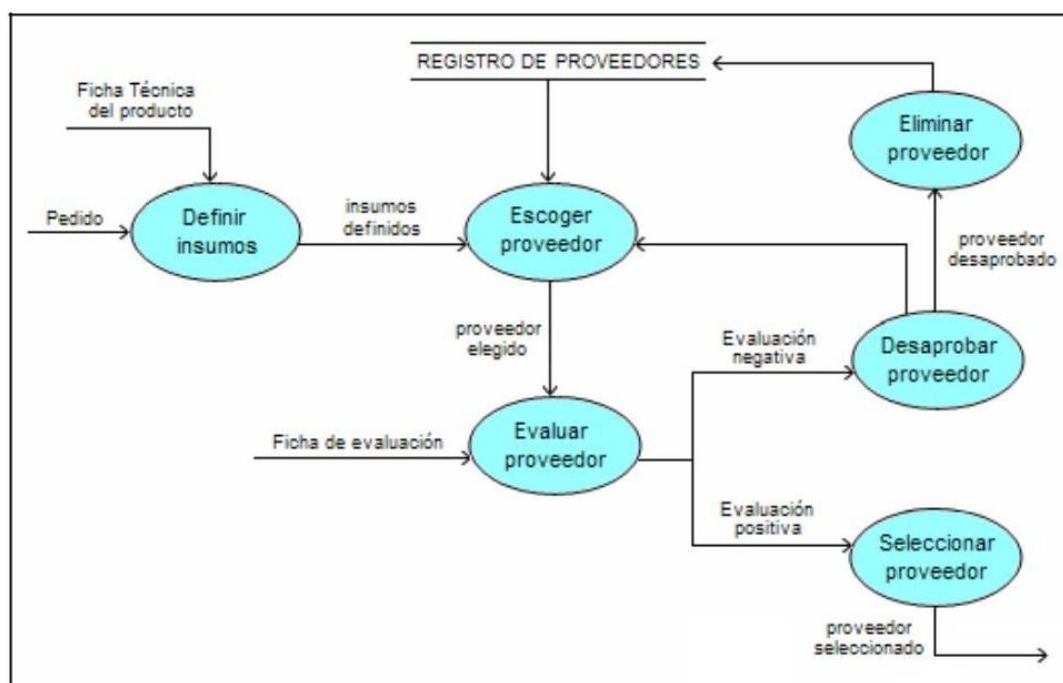 REGISTRO DE PROVEEDORES
Ficha Técnica
del producto
Eliminar
proveedor
Pedido
Definir
insumos
insumos
definidos
Escoger
proveedor
proveedor
desaprobado
proveedor
elegido
Evaluación
negativa
Desaprobar
proveedor
Ficha de evaluación
Evaluar
proveedor
Evaluación
positiva
Seleccionar
proveedor
proveedor
seleccionado